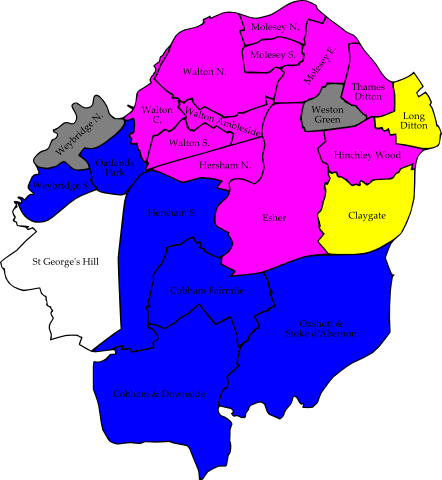 Molesey N.
Molesey S.
Molesey E.
Walton N.
Thames
Ditton
Weston
Green
Long
Ditton
Weybridge N.
Walton
C.
Walton Ambleside
Walton S.
Hinchley Wood
Hersham N.
Oatlands
Park
Weybridge S.
Hersham S.
Esher
Claygate
St George's Hill
Cobham Fairmile
Oxshott &
Stoke d'Abernon
Cobham & Downside